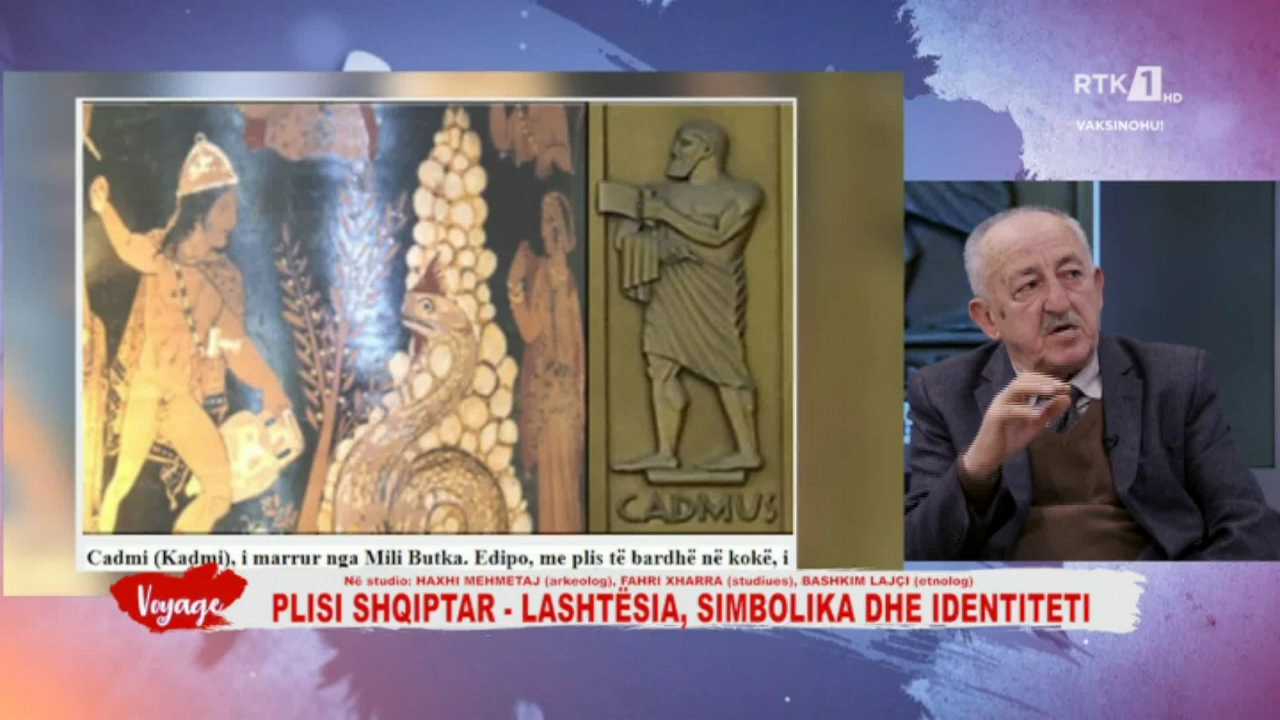 RTK 1 HD
VAKSINOHU!
CADMUS
Cadmi (Kadmi), i marrur nga Mili Butka. Edipo, me plis të bardhë në kokë, i
Në studio: HAXHI MEHMETAJ (arkeolog), FAHRI XHARRA (studiues), BASHKIM LAJÇI (etnolog)
Voyage
PLISI SHQIPTAR - LASHTËSIA, SIMBOLIKA DHE IDENTITETI